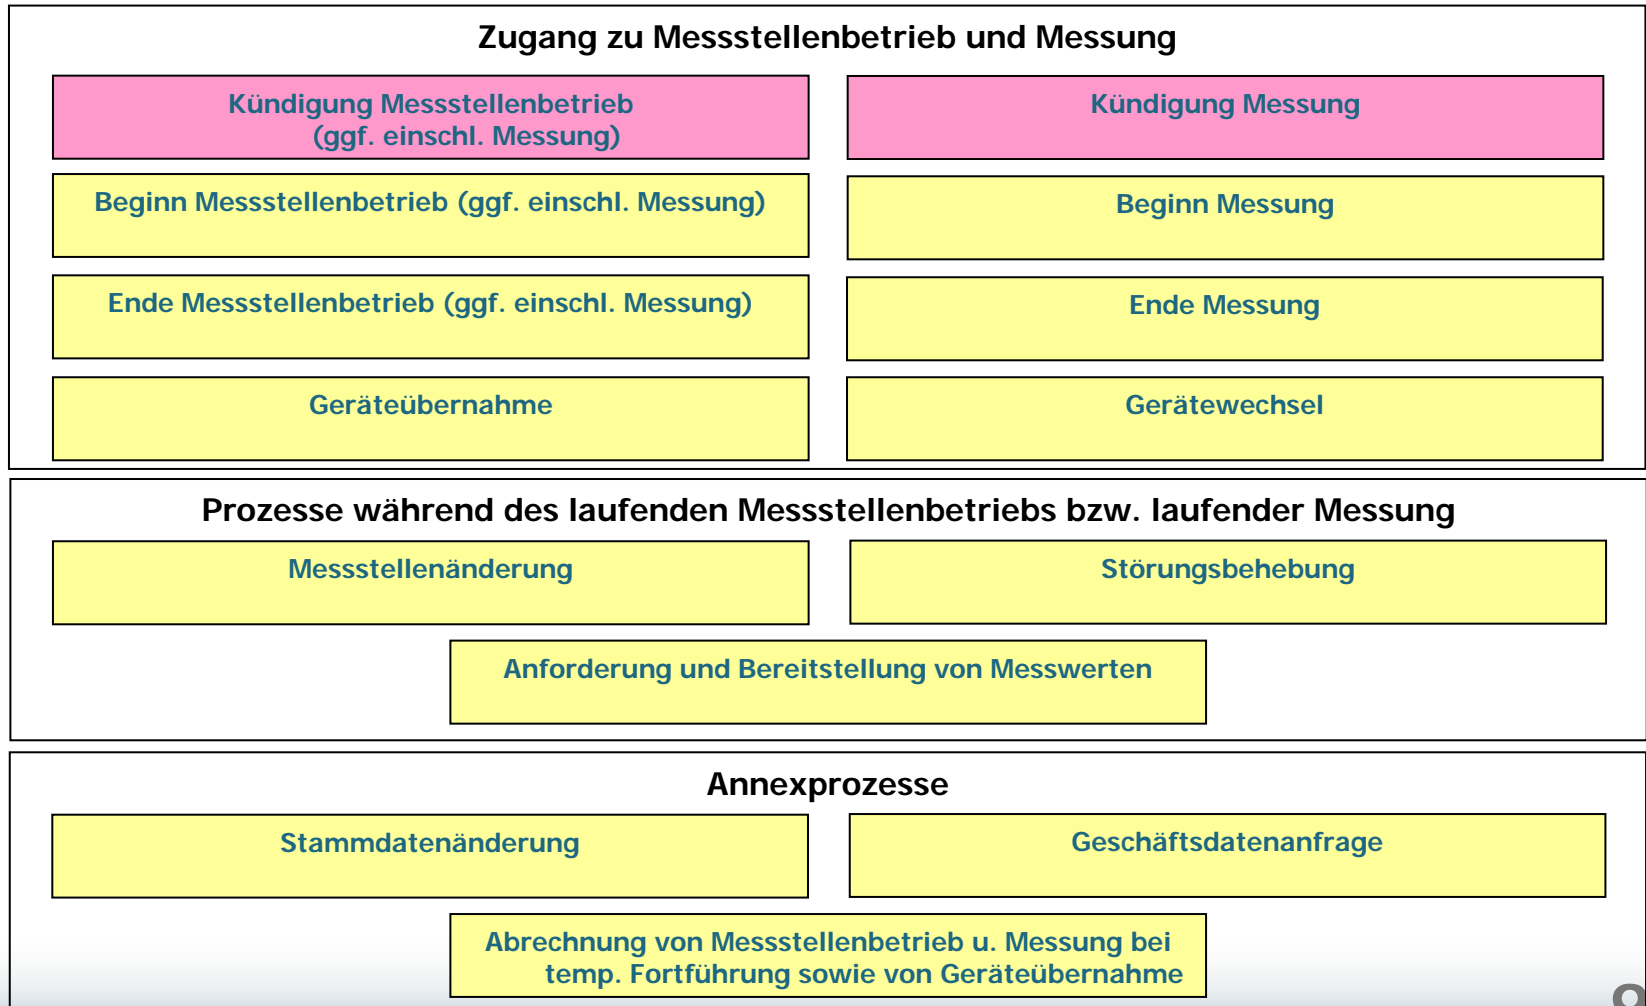 Zugang zu Messstellenbetrieb und Messung
Kündigung Messstellenbetrieb
(ggf. einschl. Messung)
Kündigung Messung
Beginn Messstellenbetrieb (ggf. einschl. Messung)
Beginn Messung
Ende Messstellenbetrieb (ggf. einschl. Messung)
Ende Messung
Geräteübernahme
Gerätewechsel
Prozesse während des laufenden Messstellenbetriebs bzw. laufender Messung
Messstellenänderung
Störungsbehebung
Anforderung und Bereitstellung von Messwerten
Annexprozesse
Stammdatenänderung
Geschäftsdatenanfrage
Abrechnung von Messstellenbetrieb u. Messung bei
temp. Fortführung sowie von Geräteübernahme